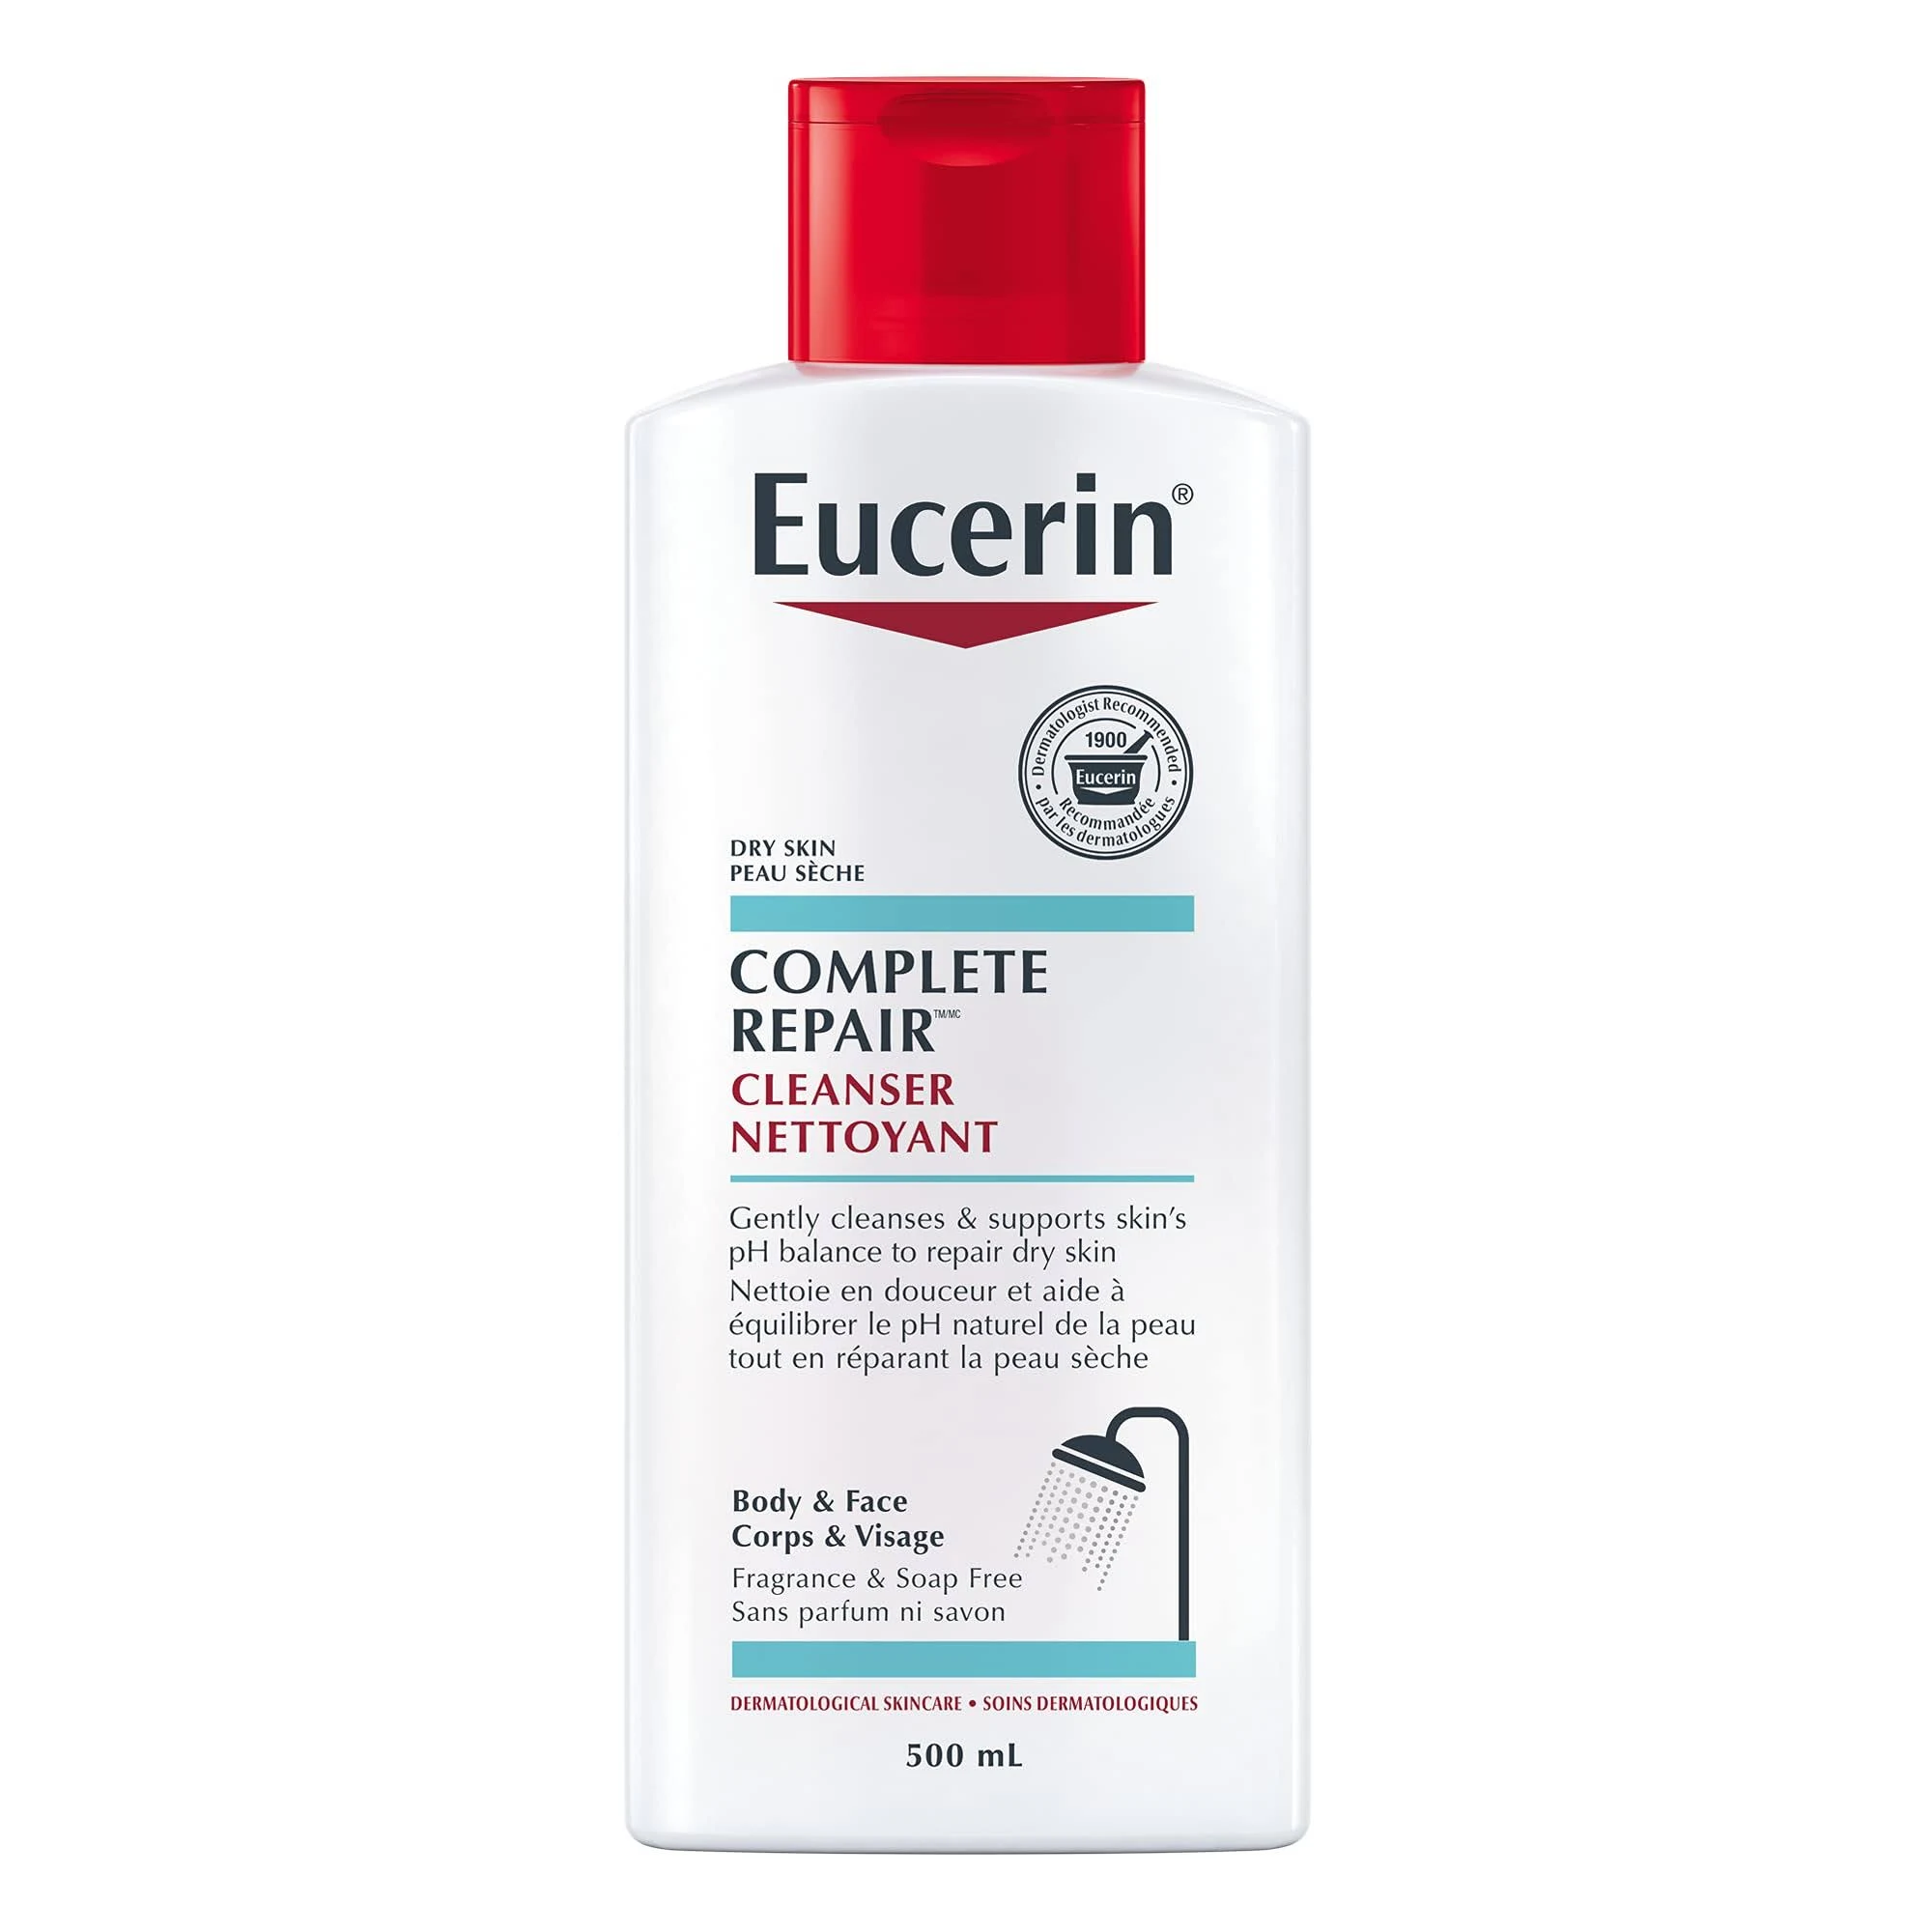 Eucerin®
Dermatologist Recommended
1900
Eucerin
Recommandée
par les dermatologues
DRY SKIN
PEAU SÈCHE
COMPLETE
REPAIR™/MC
CLEANSER
NETTOYANT
Gently cleanses & supports skin’s
pH balance to repair dry skin
Nettoie en douceur et aide à
équilibrer le pH naturel de la peau
tout en réparant la peau sèche
Body & Face
Corps & Visage
Fragrance & Soap Free
Sans parfum ni savon
DERMATOLOGICAL SKINCARE • SOINS DERMATOLOGIQUES
500 mL